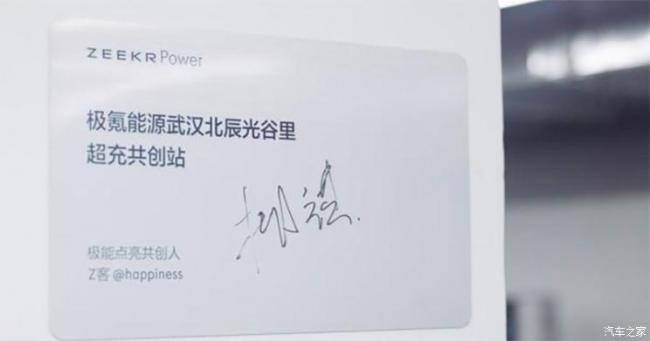 ZEEKR Power
极氪能源武汉北辰光谷里
超充共创站
极能点亮共创人
Z客 @happiness
汽车之家